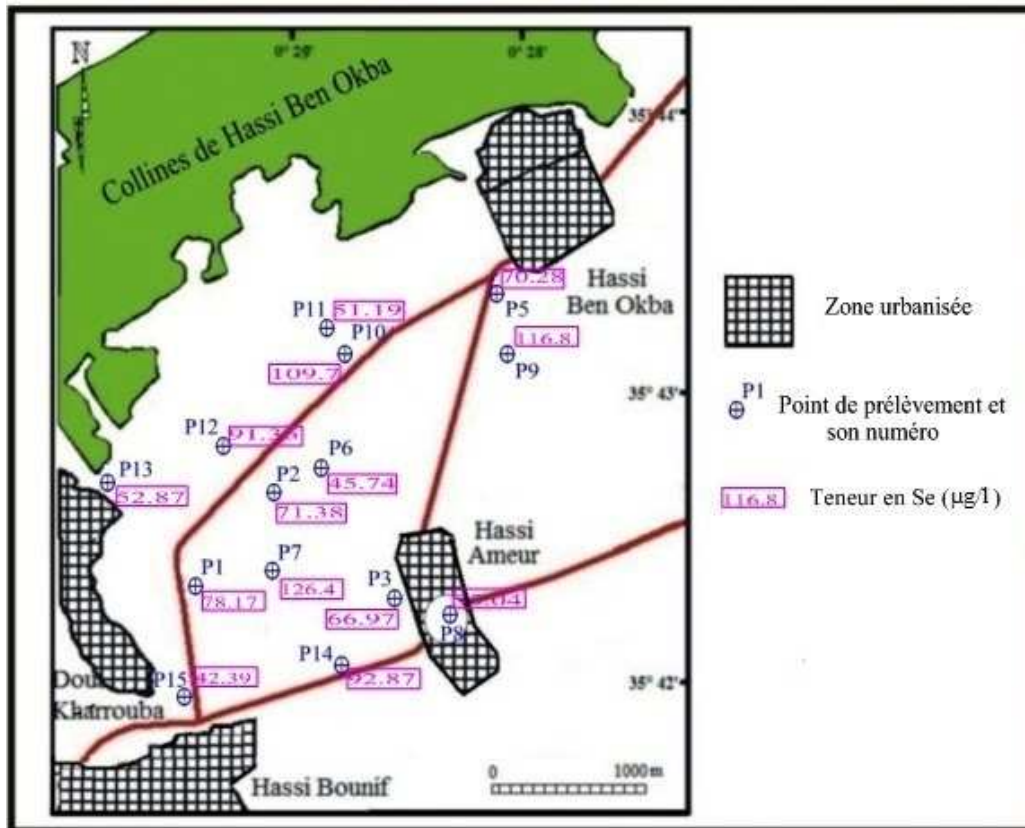 N
0° 29'
0° 28'
35° 44'
Collines de Hassi Ben Okba
Hassi
Ben Okba
70.28
P5
P11
51.19
P10
109.7
116.8
P9
35° 43'
P12
P6
45.74
P13
52.87
P2
71.38
Hassi
Ameur
P7
126.4
P1
78.17
P3
66.97
P8
P14
92.87
P15
42.39
35° 42'
Kharrouba
Hassi Bounif
0
1000m
Zone urbanisée
P1
Point de prélèvement et
son numéro
116.8
Teneur en Se (µg/l)